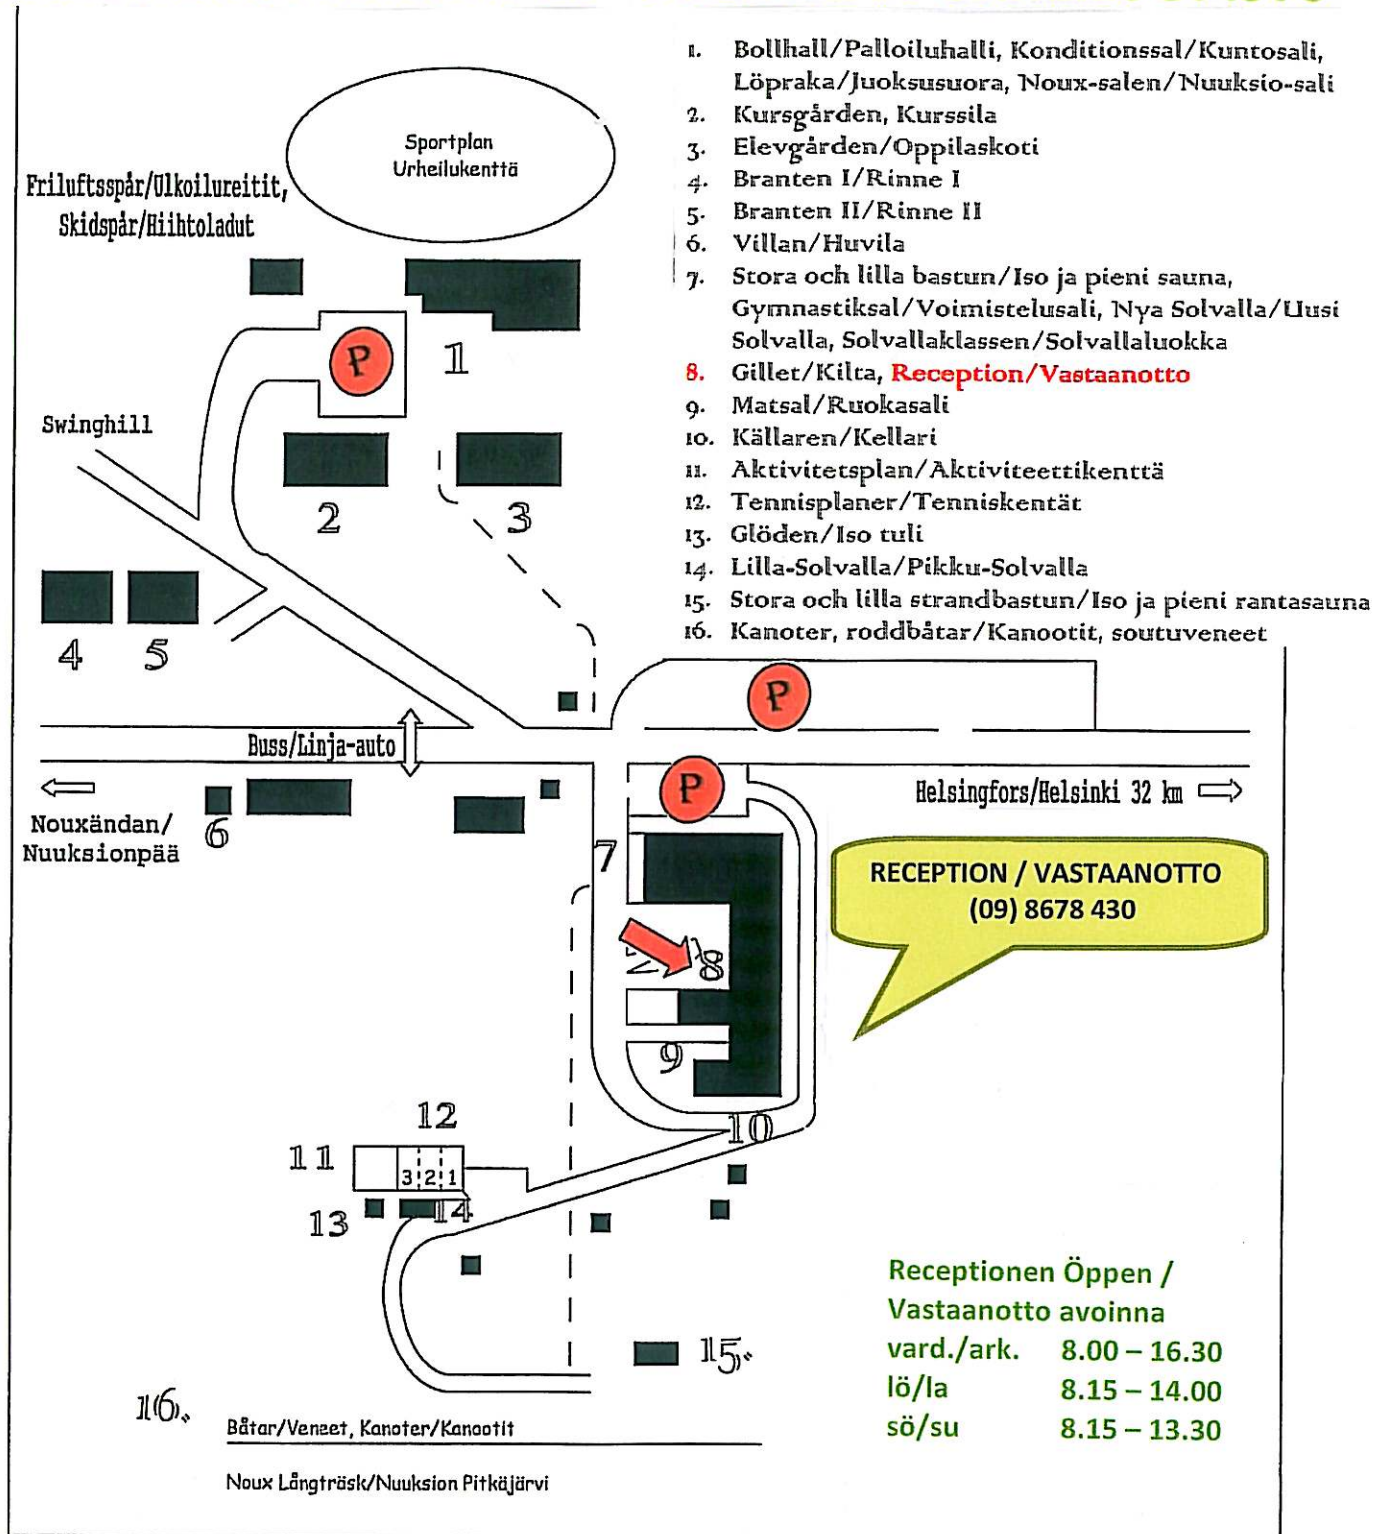 1. Bollhall/Palloiluhalli, Konditionssal/Kuntosali,
Löpraka/Juoksusuora, Noux-salen/Nuuksio-sali
2. Kursgården, Kurssila
3. Elevgården/Oppilaskoti
4. Branten I/Rinne I
5. Branten II/Rinne II
6. Villan/Huvila
7. Stora och lilla bastun/Iso ja pieni sauna,
Gymnastiksal/Voimistelusali, Nya Solvalla/Uusi
Solvalla, Solvallaklassen/Solvallaluokka
8. Gillet/Kilta, Reception/Vastaanotto
9. Matsal/Ruokasali
10. Källaren/Kellari
11. Aktivitetsplan/Aktiviteettikenttä
12. Tennisplaner/Tenniskentät
13. Glöden/Iso tuli
14. Lilla-Solvalla/Pikku-Solvalla
15. Stora och lilla strandbastun/Iso ja pieni rantasauna
16. Kanoter, roddbåtar/Kanootit, soutuveneet
Sportplan
Urheilukenttä
Friluftsspår/Ulkoilureitit,
Skidspår/Hiihtoladut
P
1
Swinghill
2
3
4
5
P
Buss/Linja-auto
P
Helsingfors/Helsinki 32 km
Nouxändan/
Nuuksionpää
6
7
RECEPTION / VASTAANOTTO
(09) 8678 430
8
9
10
12
11
3 2 1
13
14
15.
16.
Båtar/Veneet, Kanoter/Kanootit
Noux Långträsk/Nuuksion Pitkäjärvi
Receptionen Öppen /
Vastaanotto avoinna
vard./ark. 8.00 – 16.30
lö/la 8.15 – 14.00
sö/su 8.15 – 13.30